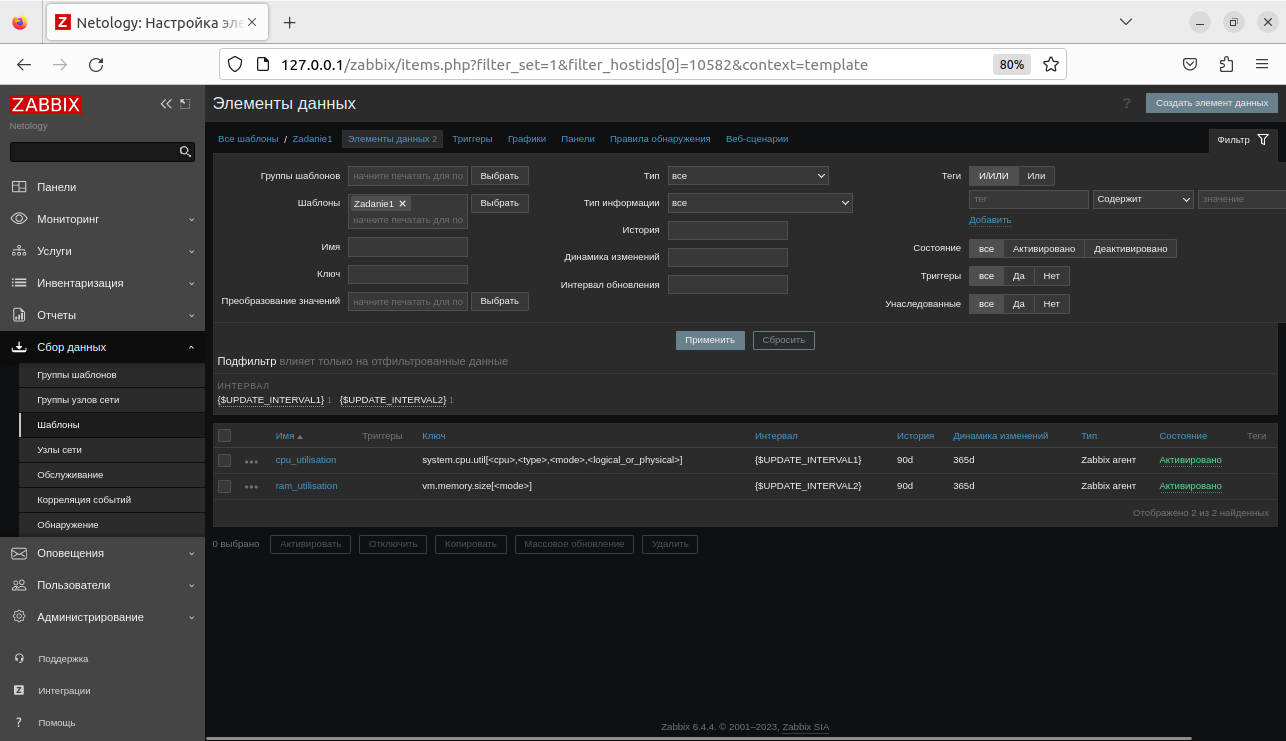 Netology: Настройка эле
127.0.0.1/zabbix/items.php?filter_set=1&filter_hostids[0]=10582&context=template
80%
ZABBIX
Netology
Панели
Мониторинг
Услуги
Инвентаризация
Отчеты
Сбор данных
Группы шаблонов
Группы узлов сети
Шаблоны
Узлы сети
Обслуживание
Корреляция событий
Обнаружение
Оповещения
Пользователи
Администрирование
Поддержка
Z Интеграции
? Помощь
Элементы данных
? Создать элемент данных
Все шаблоны / Zadanie1 Элементы данных 2 Триггеры Графики Панели Правила обнаружения Веб-сценарии
Фильтр
Группы шаблонов начните печатать для по Выбрать
Шаблоны Zadanie1 Выбрать
начните печатать для по
Имя
Ключ
Преобразование значений начните печатать для по Выбрать
Тип все
Тип информации все
История
Динамика изменений
Интервал обновления
Теги И/ИЛИ Или
тег Содержит значение
Добавить
Состояние все Активировано Деактивировано
Триггеры все Да Нет
Унаследованные все Да Нет
Применить Сбросить
Подфильтр влияет только на отфильтрованные данные
ИНТЕРВАЛ
{$UPDATE_INTERVAL1} 1 {$UPDATE_INTERVAL2} 1
Имя Триггеры Ключ Интервал История Динамика изменений Тип Состояние Теги
cpu_utilisation system.cpu.util[<cpu>,<type>,<mode>,<logical_or_physical>] {$UPDATE_INTERVAL1} 90d 365d Zabbix агент Активировано
ram_utilisation vm.memory.size[<mode>] {$UPDATE_INTERVAL2} 90d 365d Zabbix агент Активировано
Отображено 2 из 2 найденных
0 выбрано Активировать Отключить Копировать Массовое обновление Удалить
Zabbix 6.4.4. © 2001–2023, Zabbix SIA